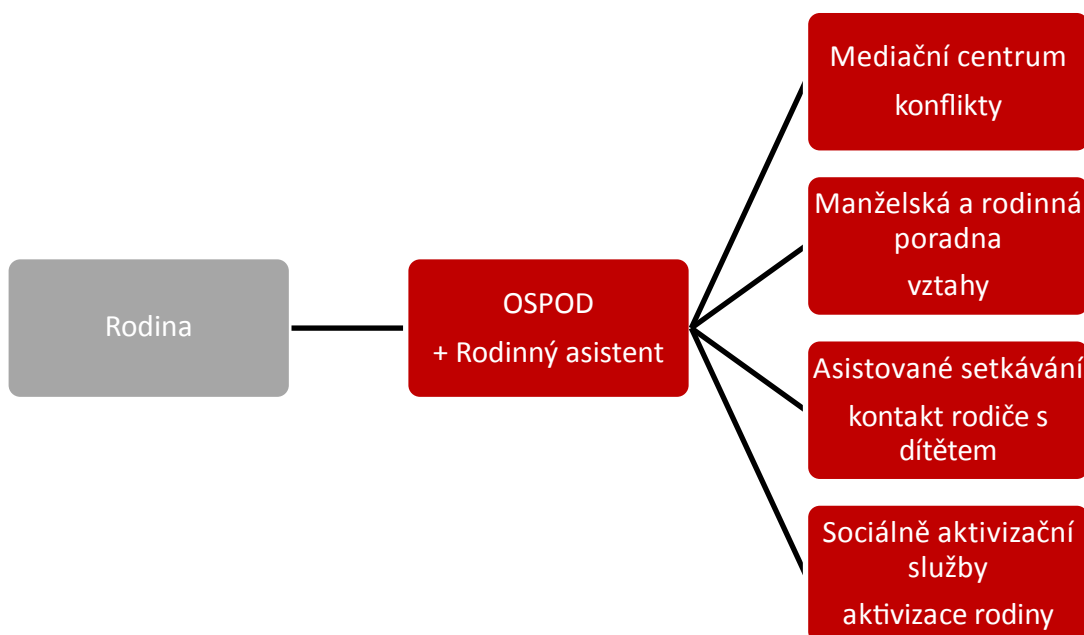 Rodina
OSPOD
+ Rodinný asistent
Mediační centrum
konflikty
Manželská a rodinná
poradna
vztahy
Asistované setkávání
kontakt rodiče s
dítětem
Sociálně aktivizační
služby
aktivizace rodiny